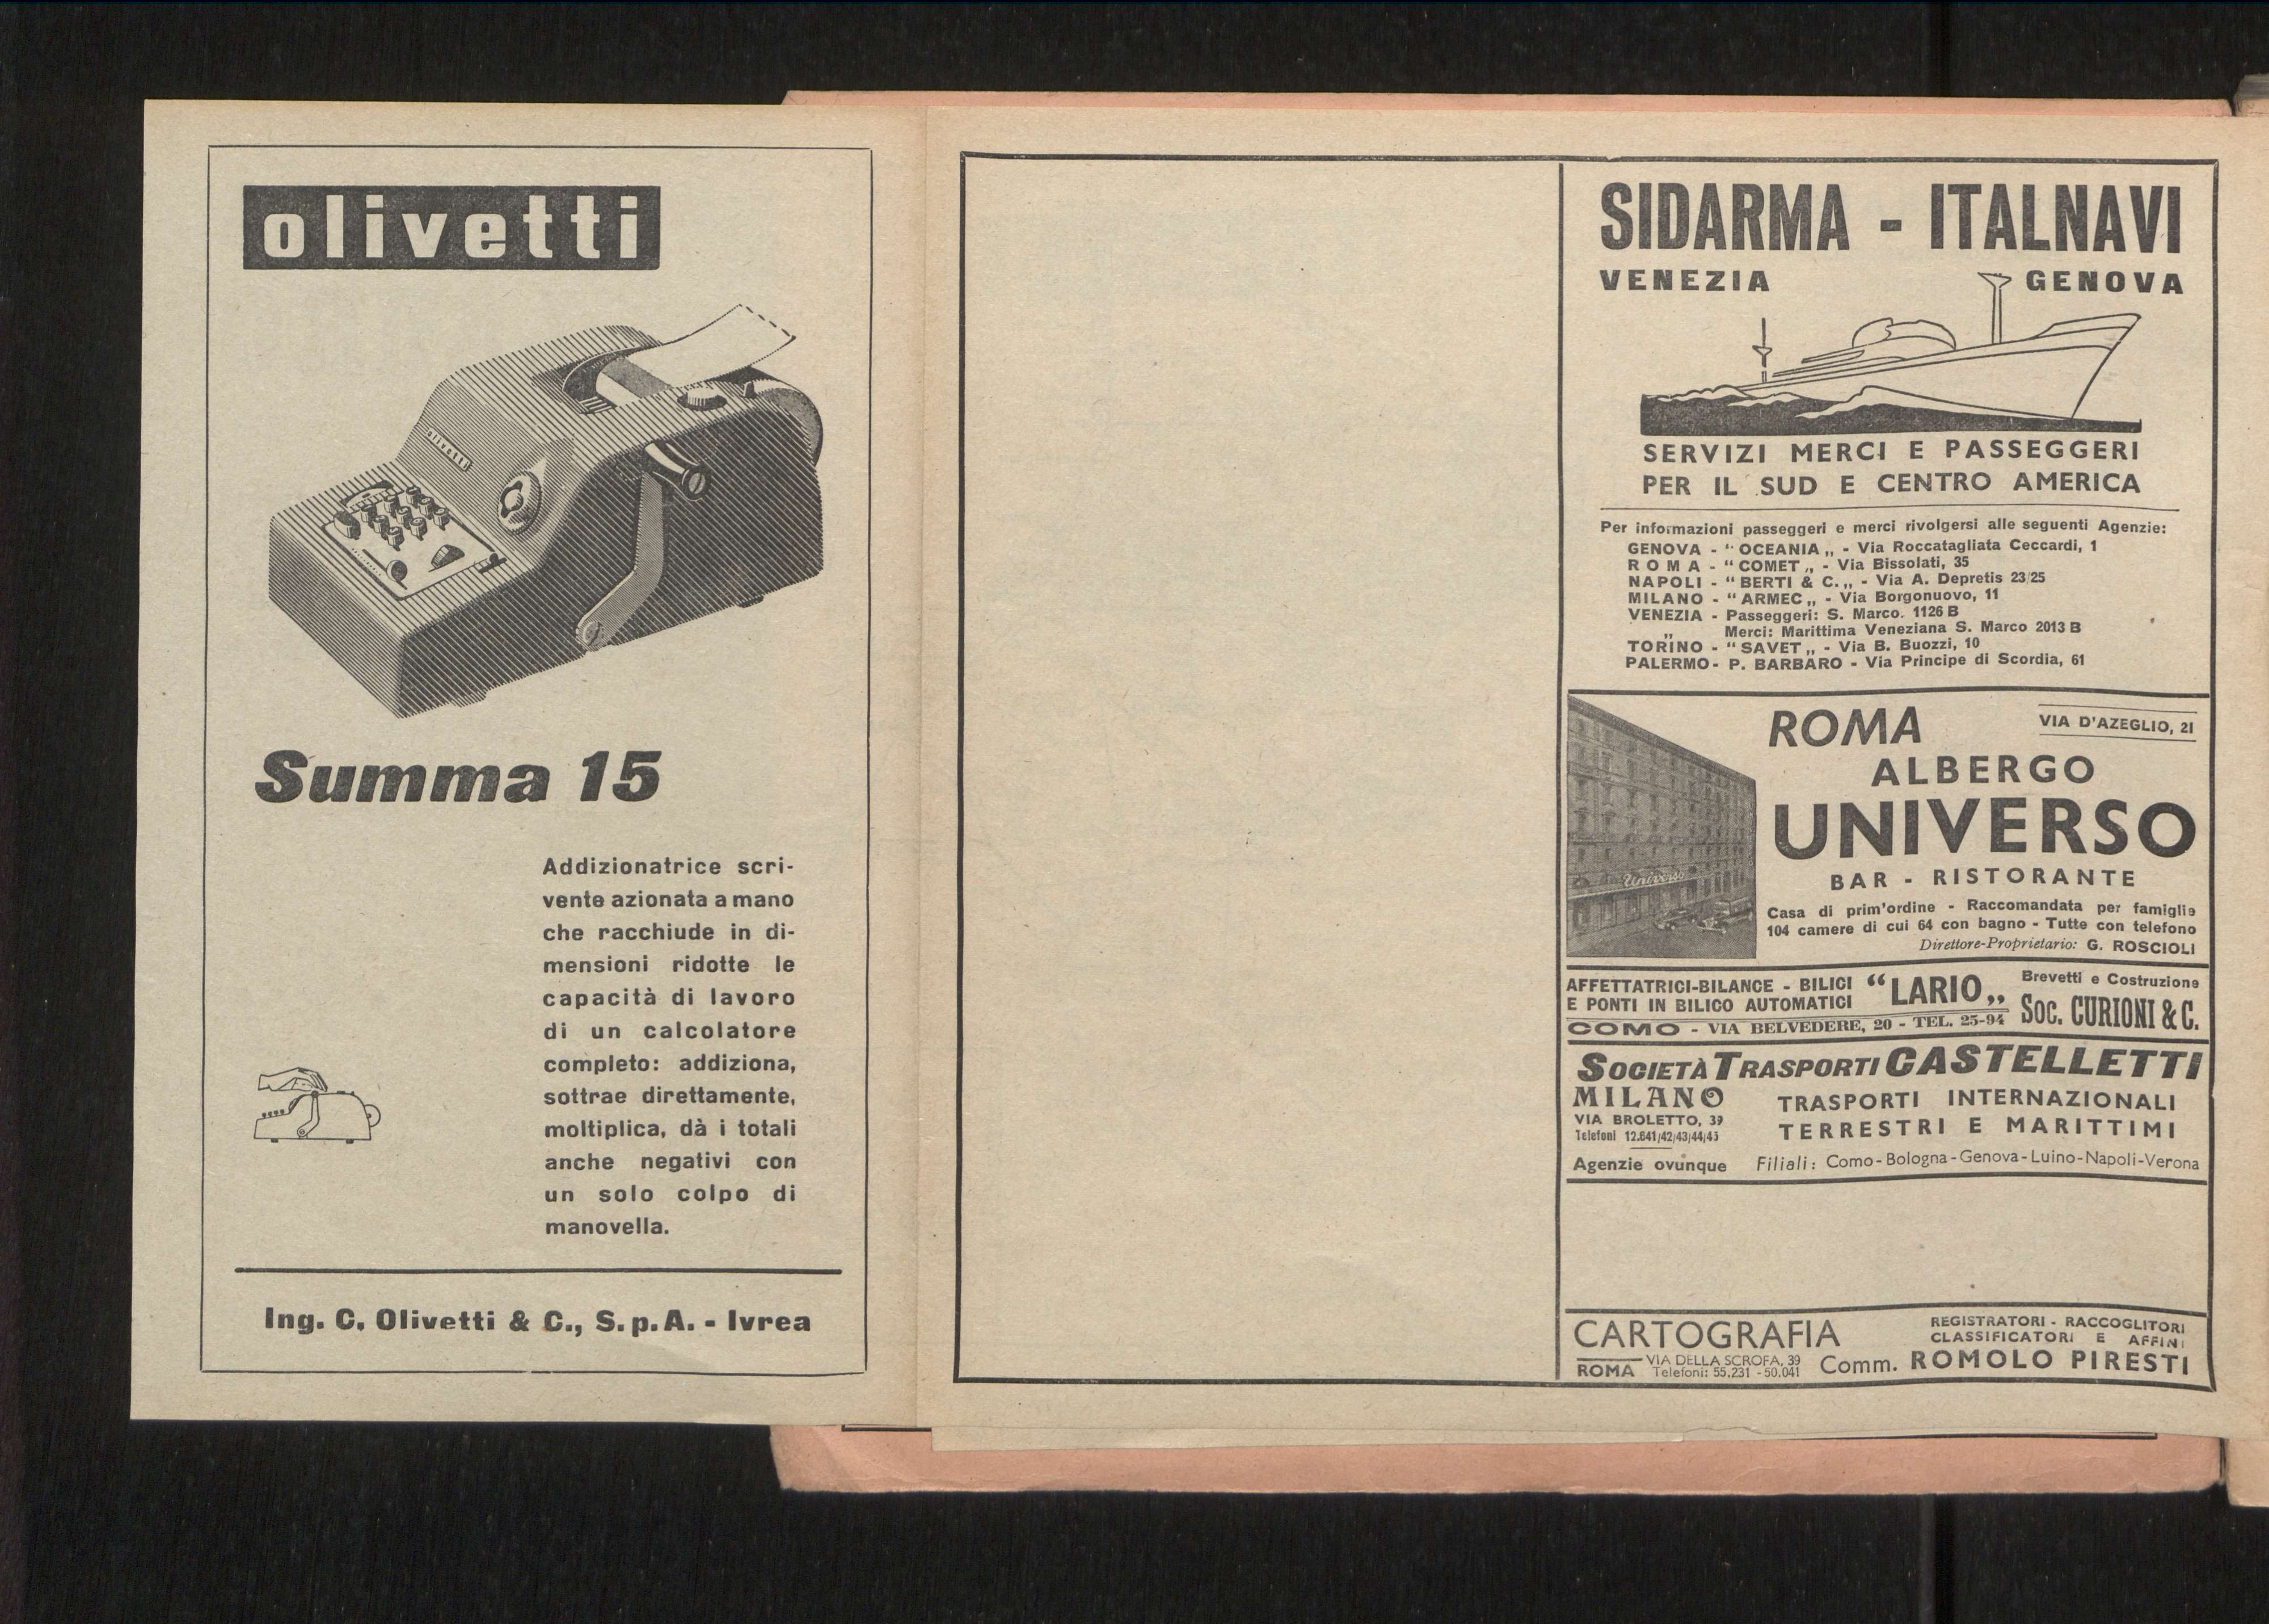 olivetti
olivetti
Summa 15
Addizionatrice scri-
vente azionata a mano
che racchiude in di-
mensioni ridotte le
capacità di lavoro
di un calcolatore
completo: addiziona,
sottrae direttamente,
moltiplica, dà i totali
anche negativi con
un solo colpo di
manovella.
Ing. C. Olivetti & C., S.p.A. - Ivrea
SIDARMA - ITALNAVI
VENEZIA GENOVA
SERVIZI MERCI E PASSEGGERI
PER IL SUD E CENTRO AMERICA
Per informazioni passeggeri e merci rivolgersi alle seguenti Agenzie:
GENOVA - “ OCEANIA „ - Via Roccatagliata Ceccardi, 1
ROMA - “ COMET „ - Via Bissolati, 35
NAPOLI - “ BERTI & C. „ - Via A. Depretis 23/25
MILANO - “ ARMEC „ - Via Borgonuovo, 11
VENEZIA - Passeggeri: S. Marco. 1126 B
„ Merci: Marittima Veneziana S. Marco 2013 B
TORINO - “ SAVET „ - Via B. Buozzi, 10
PALERMO - P. BARBARO - Via Principe di Scordia, 61
ROMA VIA D'AZEGLIO, 21
ALBERGO
UNIVERSO
Universo
BAR - RISTORANTE
Casa di prim'ordine - Raccomandata per famiglie
104 camere di cui 64 con bagno - Tutte con telefono
Direttore-Proprietario: G. ROSCIOLI
AFFETTATRICI-BILANCE - BILICI
E PONTI IN BILICO AUTOMATICI
“LARIO„
COMO - VIA BELVEDERE, 20 - TEL. 25-94
Brevetti e Costruzione
Soc. CURIONI & C.
SOCIETÀ TRASPORTI CASTELLETTI
MILANO
VIA BROLETTO, 39
Telefoni 12.641/42/43/44/45
TRASPORTI INTERNAZIONALI
TERRESTRI E MARITTIMI
Agenzie ovunque Filiali: Como-Bologna-Genova-Luino-Napoli-Verona
CARTOGRAFIA
ROMA VIA DELLA SCROFA, 39
Telefoni: 55.231 - 50.041
REGISTRATORI - RACCOGLITORI
CLASSIFICATORI E AFFINI
Comm. ROMOLO PIRESTI